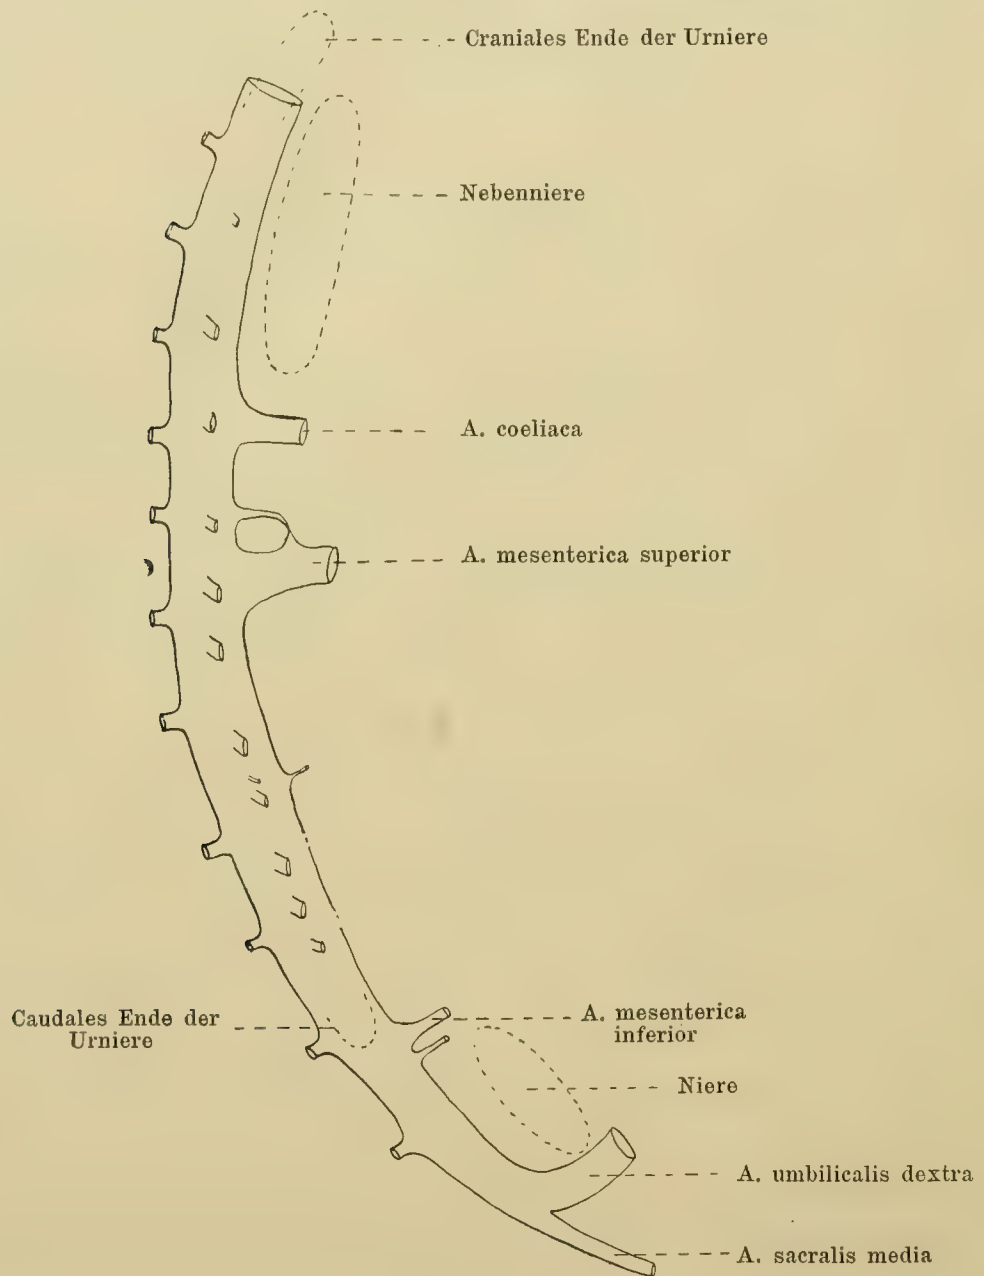 Craniales Ende der Urniere
Nebenniere
A. coeliaca
A. mesenterica superior
Caudales Ende der
Urniere
A. mesenterica
inferior
Niere
A. umbilicalis dextra
A. sacralis media